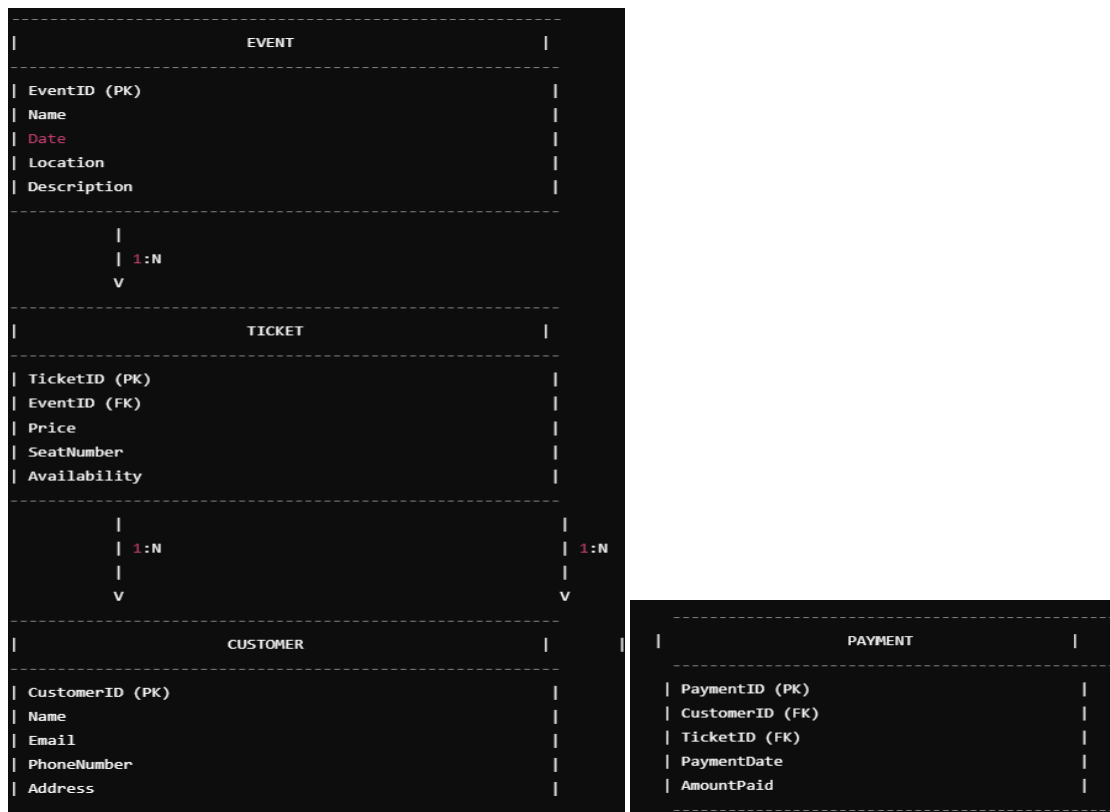 EVENT
EventID (PK)
Name
Date
Location
Description
1:N
TICKET
TicketID (PK)
EventID (FK)
Price
SeatNumber
Availability
1:N 1:N
CUSTOMER
CustomerID (PK)
Name
Email
PhoneNumber
Address
PAYMENT
PaymentID (PK)
CustomerID (FK)
TicketID (FK)
PaymentDate
AmountPaid